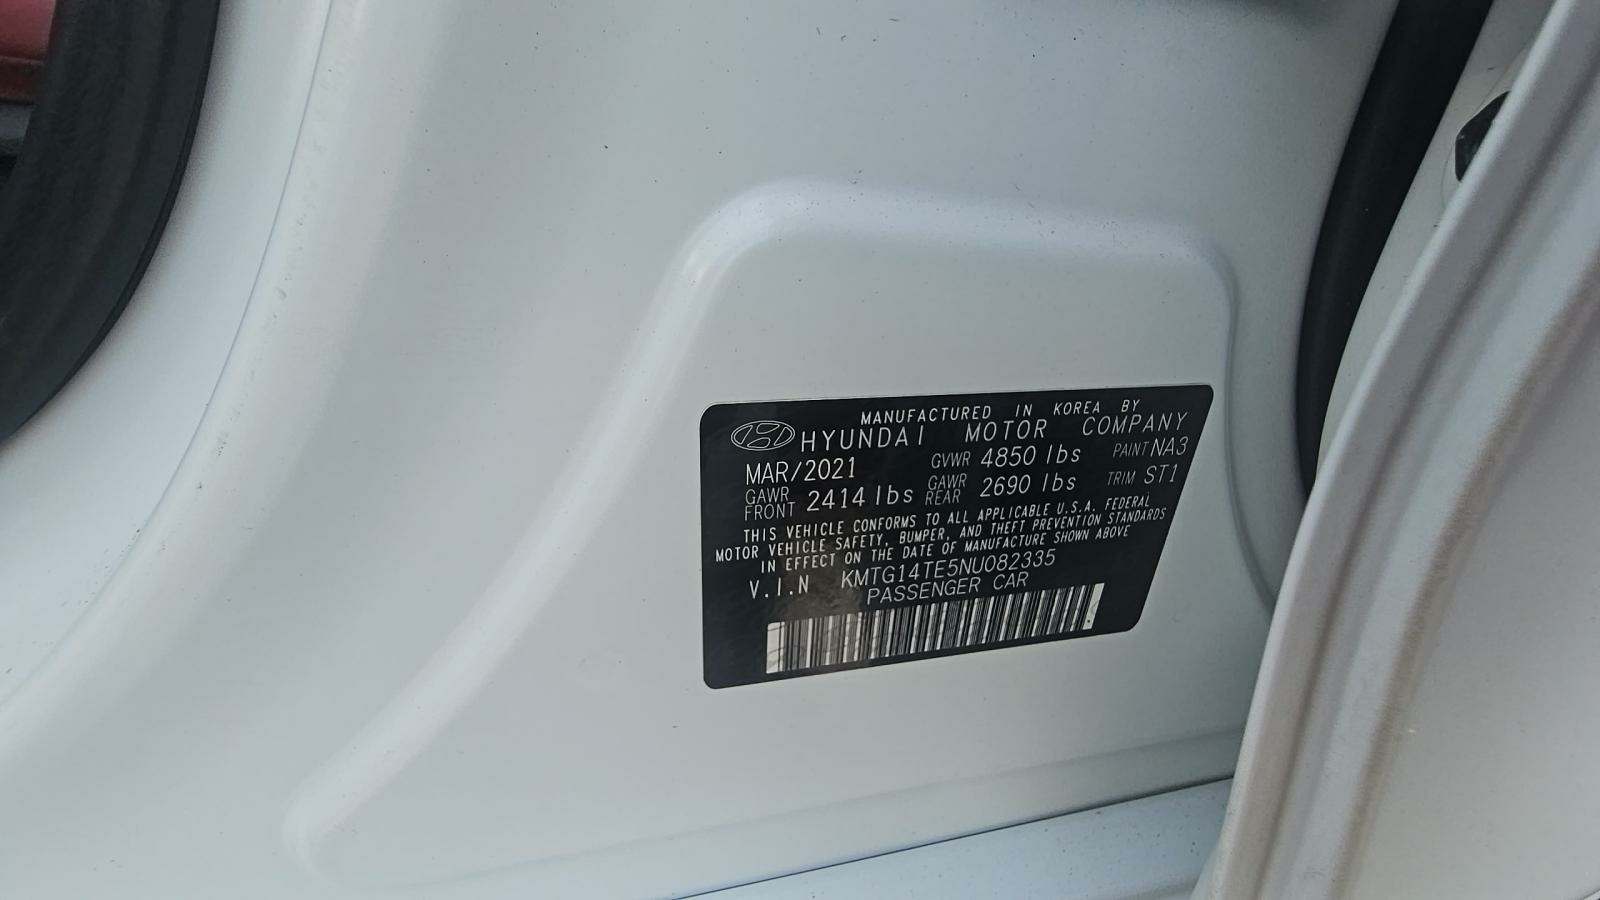 MANUFACTURED IN KOREA BY
HYUNDAI MOTOR COMPANY
MAR/2021 GVWR 4850 lbs PAINT NA3
GAWR FRONT 2414 lbs GAWR REAR 2690 lbs TRIM ST1
THIS VEHICLE CONFORMS TO ALL APPLICABLE U.S.A. FEDERAL
MOTOR VEHICLE SAFETY, BUMPER, AND THEFT PREVENTION STANDARDS
IN EFFECT ON THE DATE OF MANUFACTURE SHOWN ABOVE
V.I.N KMTG14TE5NU082335
PASSENGER CAR